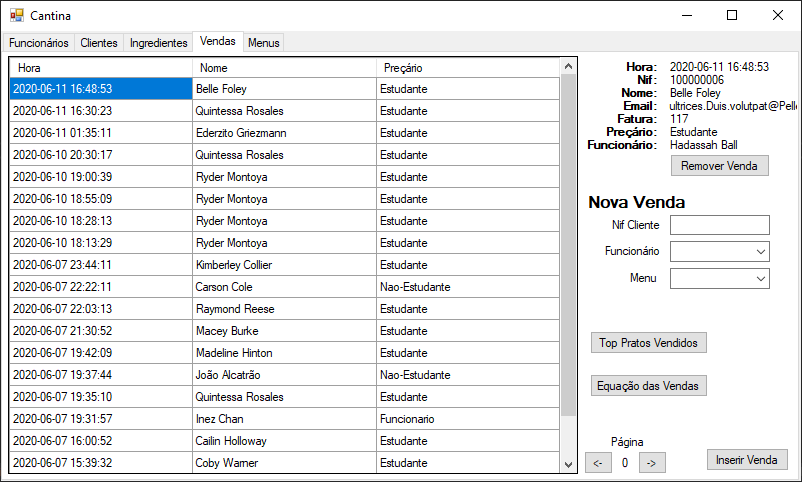 Cantina
Funcionários Clientes Ingredientes Vendas Menus
Hora Nome Preçário
2020-06-11 16:48:53 Belle Foley Estudante
2020-06-11 16:30:23 Quintessa Rosales Estudante
2020-06-11 01:35:11 Ederzito Griezmann Estudante
2020-06-10 20:30:17 Quintessa Rosales Estudante
2020-06-10 19:00:39 Ryder Montoya Estudante
2020-06-10 18:55:09 Ryder Montoya Estudante
2020-06-10 18:28:13 Ryder Montoya Estudante
2020-06-10 18:13:29 Ryder Montoya Estudante
2020-06-07 23:44:11 Kimberley Collier Estudante
2020-06-07 22:22:11 Carson Cole Nao-Estudante
2020-06-07 22:03:13 Raymond Reese Estudante
2020-06-07 21:30:52 Macey Burke Estudante
2020-06-07 19:42:09 Madeline Hinton Estudante
2020-06-07 19:37:44 João Alcatrão Nao-Estudante
2020-06-07 19:35:10 Quintessa Rosales Estudante
2020-06-07 19:31:57 Inez Chan Funcionario
2020-06-07 16:00:52 Cailin Holloway Estudante
2020-06-07 15:39:32 Coby Warner Estudante
Hora: 2020-06-11 16:48:53
Nif: 100000006
Nome: Belle Foley
Email: ultrices.Duis.volutpat@Pelle
Fatura: 117
Preçário: Estudante
Funcionário: Hadassah Ball
Remover Venda
Nova Venda
Nif Cliente
Funcionário
Menu
Top Pratos Vendidos
Equação das Vendas
Página
<- 0 ->
Inserir Venda